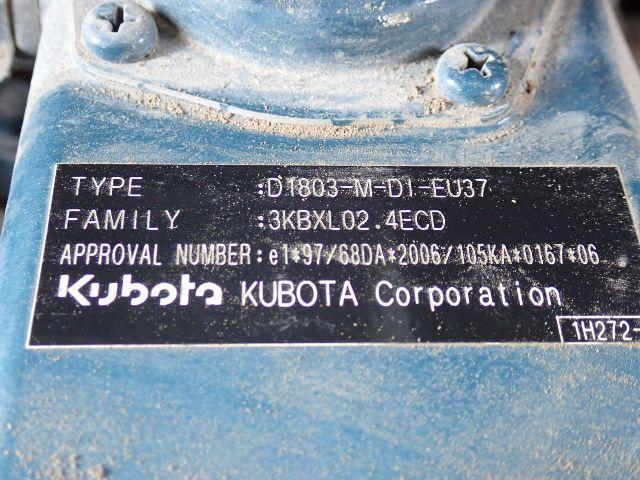 TYPE :D1803-M-DI-EU37
FAMILY :3KBXL02.4ECD
APPROVAL NUMBER:e1*97/68DA*2006/105KA*0167*06
Kubota KUBOTA Corporation
1H272-